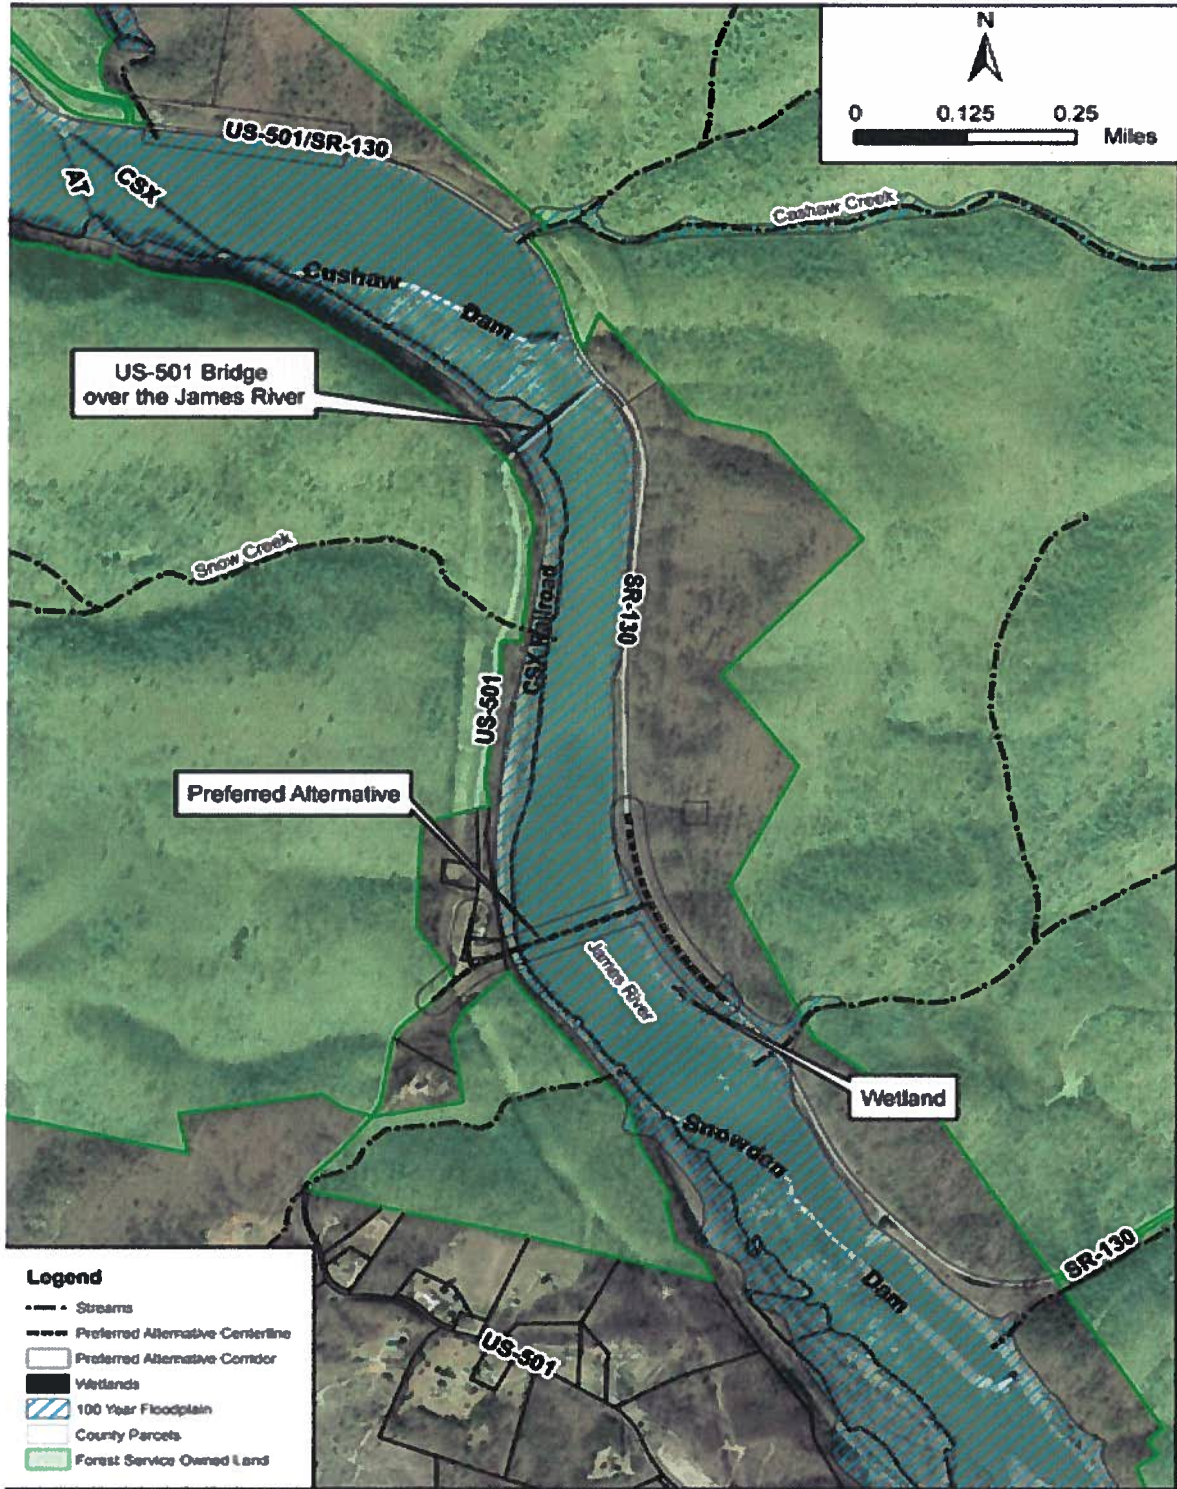 N
0 0.125 0.25
Miles
US-501/SR-130
AT
CSX
Cashaw Creek
Cushaw
Dam
US-501 Bridge
over the James River
Snow Creek
CSX Railroad
SR-130
US-501
Preferred Alternative
James River
Wetland
Snowden
Dam
SR-130
US-501
Legend
Streams
Preferred Alternative Centerline
Preferred Alternative Corridor
Wetlands
100 Year Floodplain
County Parcels
Forest Service Owned Land